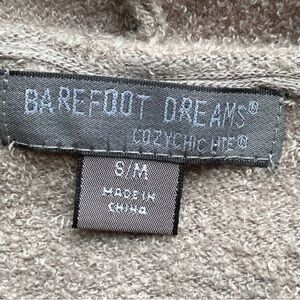 BAREFOOT DREAMS®
COZYCHIC LITE®
S/M
MADE IN
CHINA